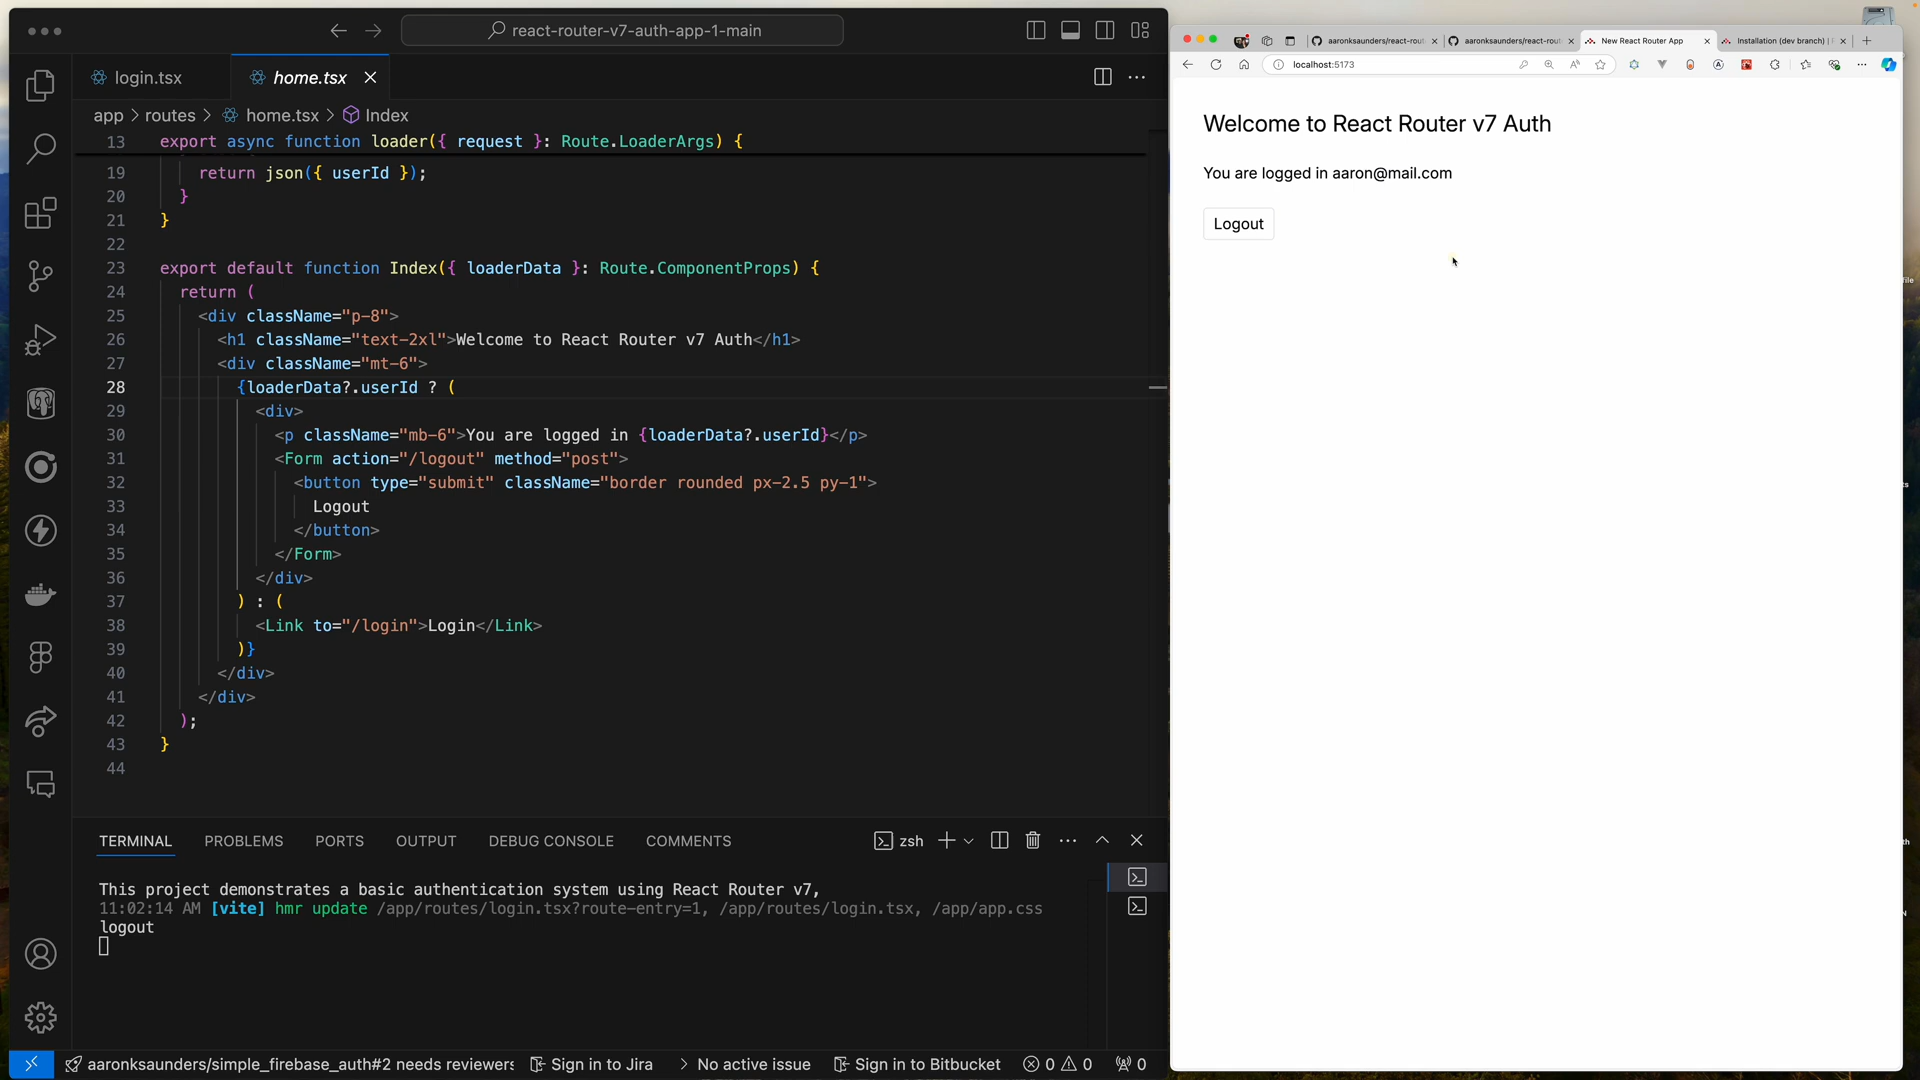 react-router-v7-auth-app-1-main
login.tsx
home.tsx
app > routes > home.tsx > Index
13 export async function loader({ request }: Route.LoaderArgs) {
19 return json({ userId });
20 }
21 }
22
23 export default function Index({ loaderData }: Route.ComponentProps) {
24 return (
25 <div className="p-8">
26 <h1 className="text-2xl">Welcome to React Router v7 Auth</h1>
27 <div className="mt-6">
28 {loaderData?.userId ? (
29 <div>
30 <p className="mb-6">You are logged in {loaderData?.userId}</p>
31 <Form action="/logout" method="post">
32 <button type="submit" className="border rounded px-2.5 py-1">
33 Logout
34 </button>
35 </Form>
36 </div>
37 ) : (
38 <Link to="/login">Login</Link>
39 )}
40 </div>
41 </div>
42 );
43 }
44
TERMINAL PROBLEMS PORTS OUTPUT DEBUG CONSOLE COMMENTS
zsh
This project demonstrates a basic authentication system using React Router v7,
11:02:14 AM [vite] hmr update /app/routes/login.tsx?route-entry=1, /app/routes/login.tsx, /app/app.css
logout
aaronksaunders/simple_firebase_auth#2 needs reviewers Sign in to Jira > No active issue Sign in to Bitbucket 0 0 0
aaronksaunders/react-rout
aaronksaunders/react-rout
New React Router App
Installation (dev branch) |
localhost:5173
Welcome to React Router v7 Auth
You are logged in aaron@mail.com
Logout